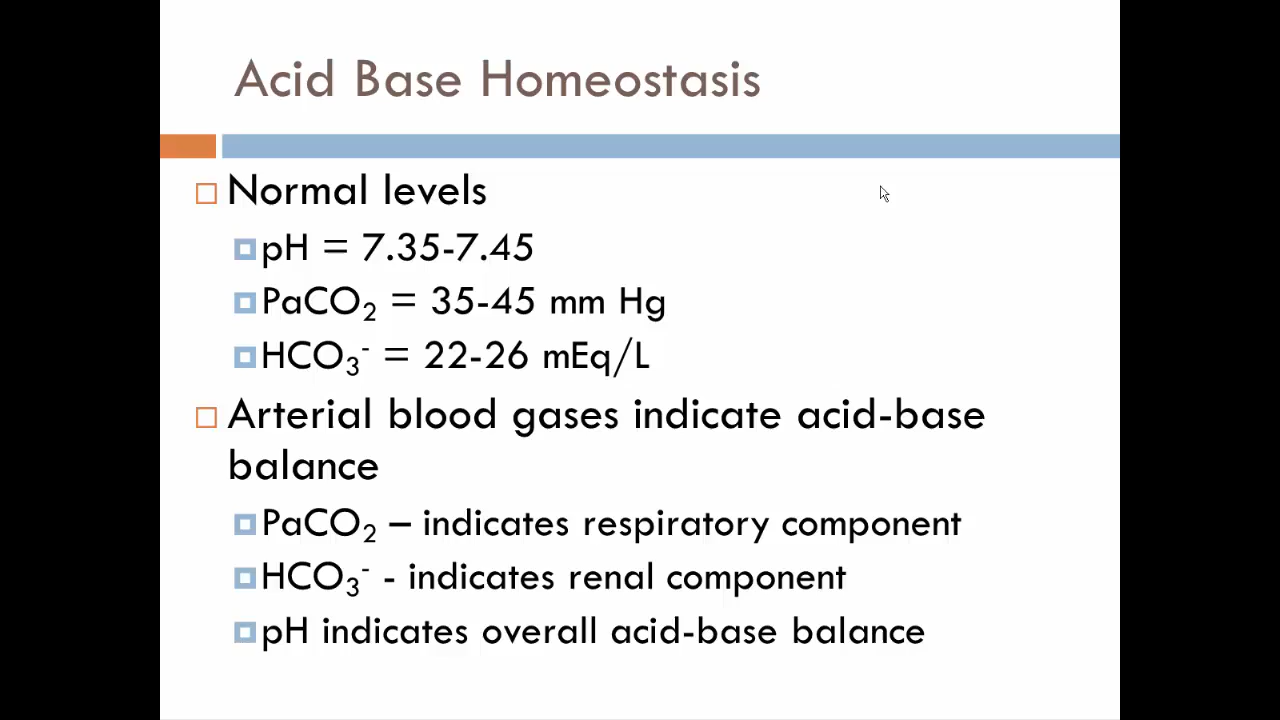 Acid Base Homeostasis
Normal levels
pH = 7.35-7.45
PaCO₂ = 35-45 mm Hg
HCO₃⁻ = 22-26 mEq/L
Arterial blood gases indicate acid-base
balance
PaCO₂ – indicates respiratory component
HCO₃⁻ - indicates renal component
pH indicates overall acid-base balance